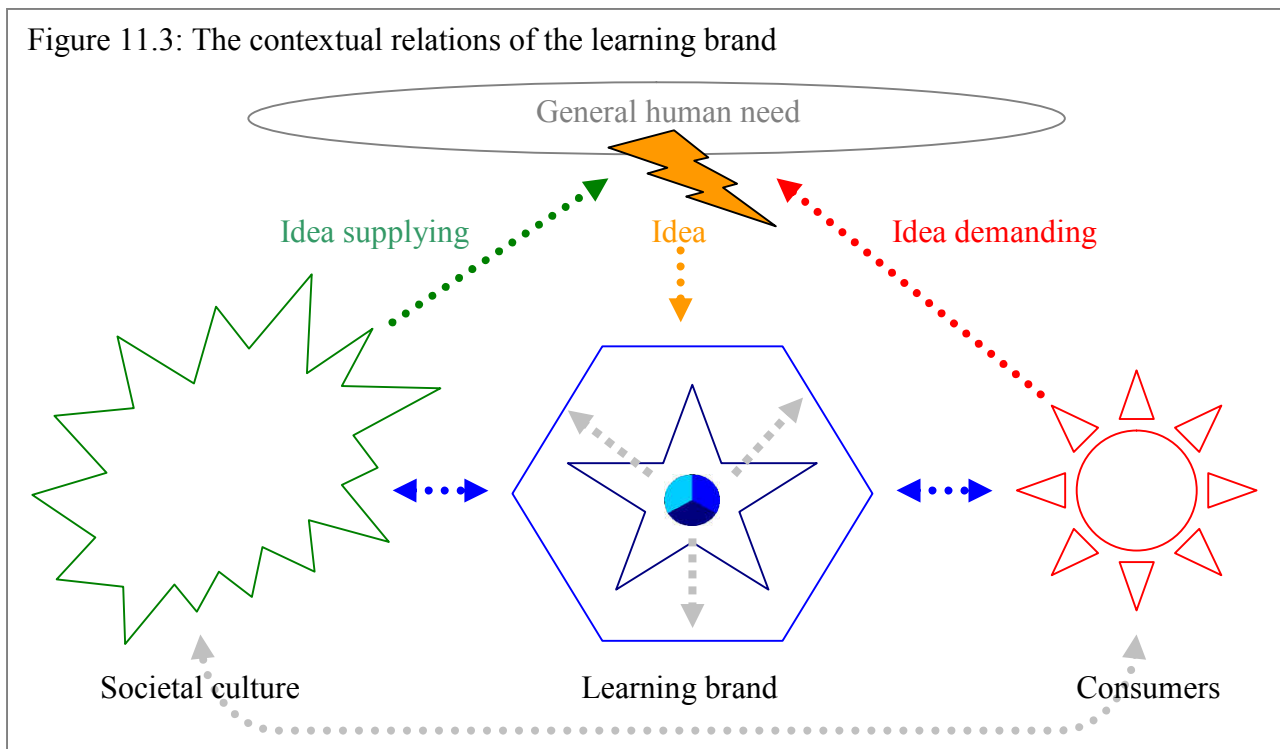 Figure 11.3: The contextual relations of the learning brand
General human need
Idea supplying
Idea
Idea demanding
Societal culture
Learning brand
Consumers